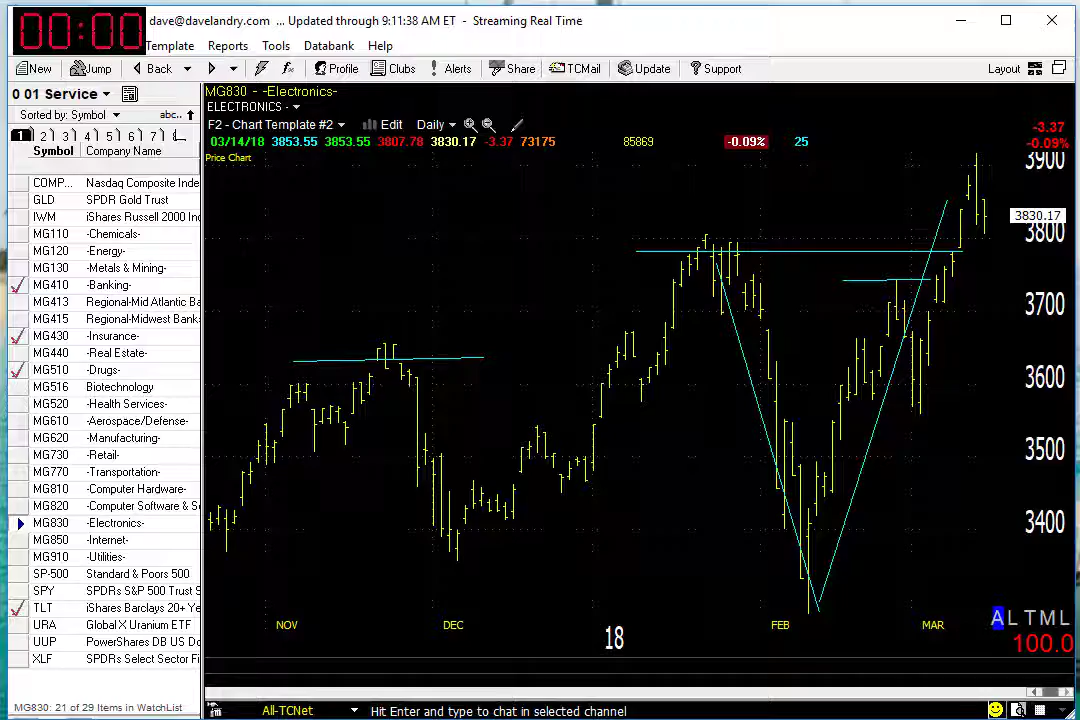 00:00
dave@davelandry.com ... Updated through 9:11:38 AM ET - Streaming Real Time
Template Reports Tools Databank Help
New Jump Back Profile Clubs Alerts Share TCMail Update Support Layout
0 01 Service
Sorted by: Symbol abc..
1 2 3 4 5 6 7
Symbol Company Name
COMP... Nasdaq Composite Inde
GLD SPDR Gold Trust
IWM iShares Russell 2000 Inc
MG110 -Chemicals-
MG120 -Energy-
MG130 -Metals & Mining-
MG410 -Banking-
MG413 Regional-Mid Atlantic Ba
MG415 Regional-Midwest Bank
MG430 -Insurance-
MG440 -Real Estate-
MG510 -Drugs-
MG516 Biotechnology
MG520 -Health Services-
MG610 -Aerospace/Defense-
MG620 -Manufacturing-
MG730 -Retail-
MG770 -Transportation-
MG810 -Computer Hardware-
MG820 -Computer Software & S
MG830 -Electronics-
MG850 -Internet-
MG910 -Utilities-
SP-500 Standard & Poors 500
SPY SPDRs S&P 500 Trust S
TLT iShares Barclays 20+ Ye
URA Global X Uranium ETF
UUP PowerShares DB US Do
XLF SPDRs Select Sector Fi
MG830: 21 of 29 Items in WatchList
MG830 - -Electronics-
ELECTRONICS -
F2 - Chart Template #2 Edit Daily
03/14/18 3853.55 3853.55 3807.78 3830.17 -3.37 73175 85869 -0.09% 25
Price Chart
-3.37
-0.09%
3900
3830.17
3800
3700
3600
3500
3400
NOV DEC 18 FEB MAR
A L T M L
100.0
All-TCNet Hit Enter and type to chat in selected channel